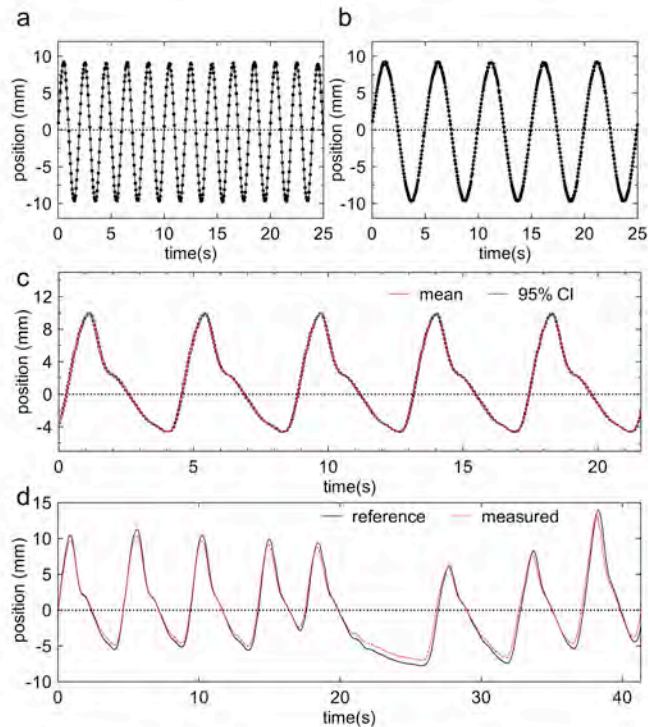 a
b
10
5
0
-5
-10
position (mm)
0 5 10 15 20 25
time(s)
10
5
0
-5
-10
position (mm)
0 5 10 15 20 25
time(s)
c
12
8
4
0
-4
position (mm)
mean 95% CI
0 5 10 15 20
time(s)
d
15
10
5
0
-5
-10
position (mm)
reference measured
0 10 20 30 40
time(s)